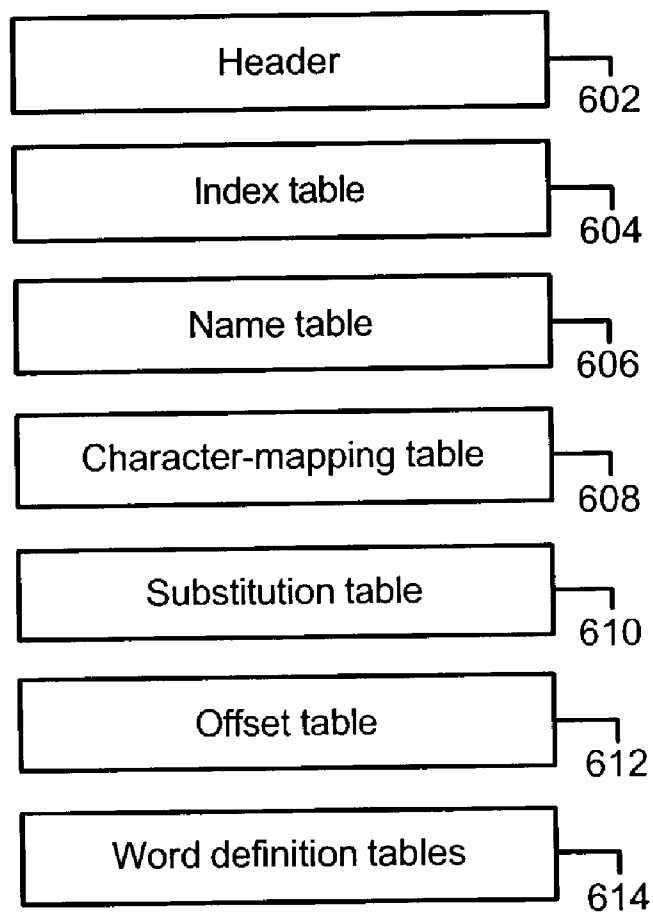 Header
602
Index table
604
Name table
606
Character-mapping table
608
Substitution table
610
Offset table
612
Word definition tables
614